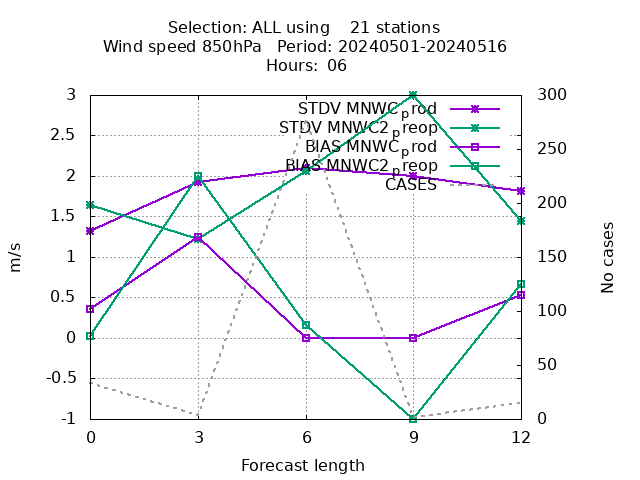 Selection: ALL using    21 stations
Wind speed 850hPa   Period: 20240501-20240516
Hours: 06
3 300
STDV MNWC_prod
STDV MNWC2_preop
BIAS MNWC_prod
BIAS MNWC2_preop
CASES
2.5 250
2 200
1.5 150
1 100
0.5 50
0 0
-0.5
-1
m/s
No cases
0 3 6 9 12
Forecast length